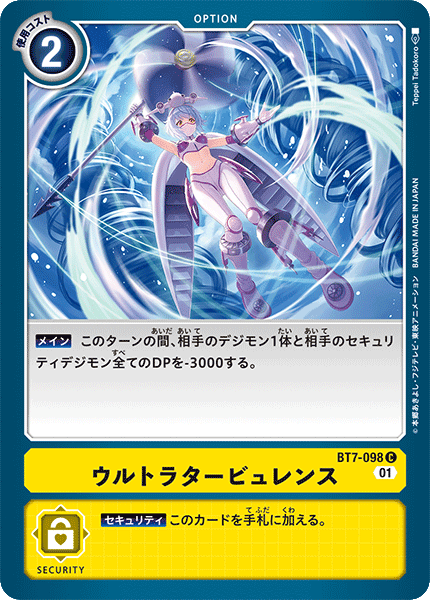 OPTION
使用コスト
2
Teppei Tadokoro
BANDAI MADE IN JAPAN
©本郷あきよし・フジテレビ・東映アニメーション
メイン このターンの間、相手のデジモン1体と相手のセキュリ
ティデジモン全てのDPを-3000する。
BT7-098 C
01
ウルトラタービュレンス
セキュリティ このカードを手札に加える。
SECURITY